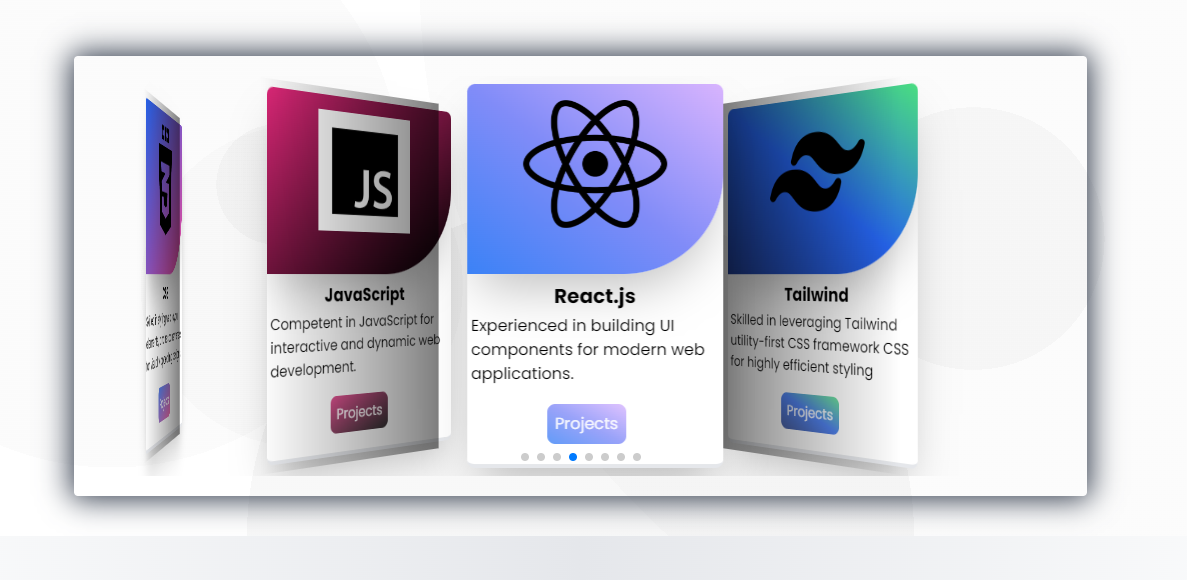 JS
JavaScript
Competent in JavaScript for
interactive and dynamic web
development.
Projects
React.js
Experienced in building UI
components for modern web
applications.
Projects
Tailwind
Skilled in leveraging Tailwind
utility-first CSS framework CSS
for highly efficient styling
Projects